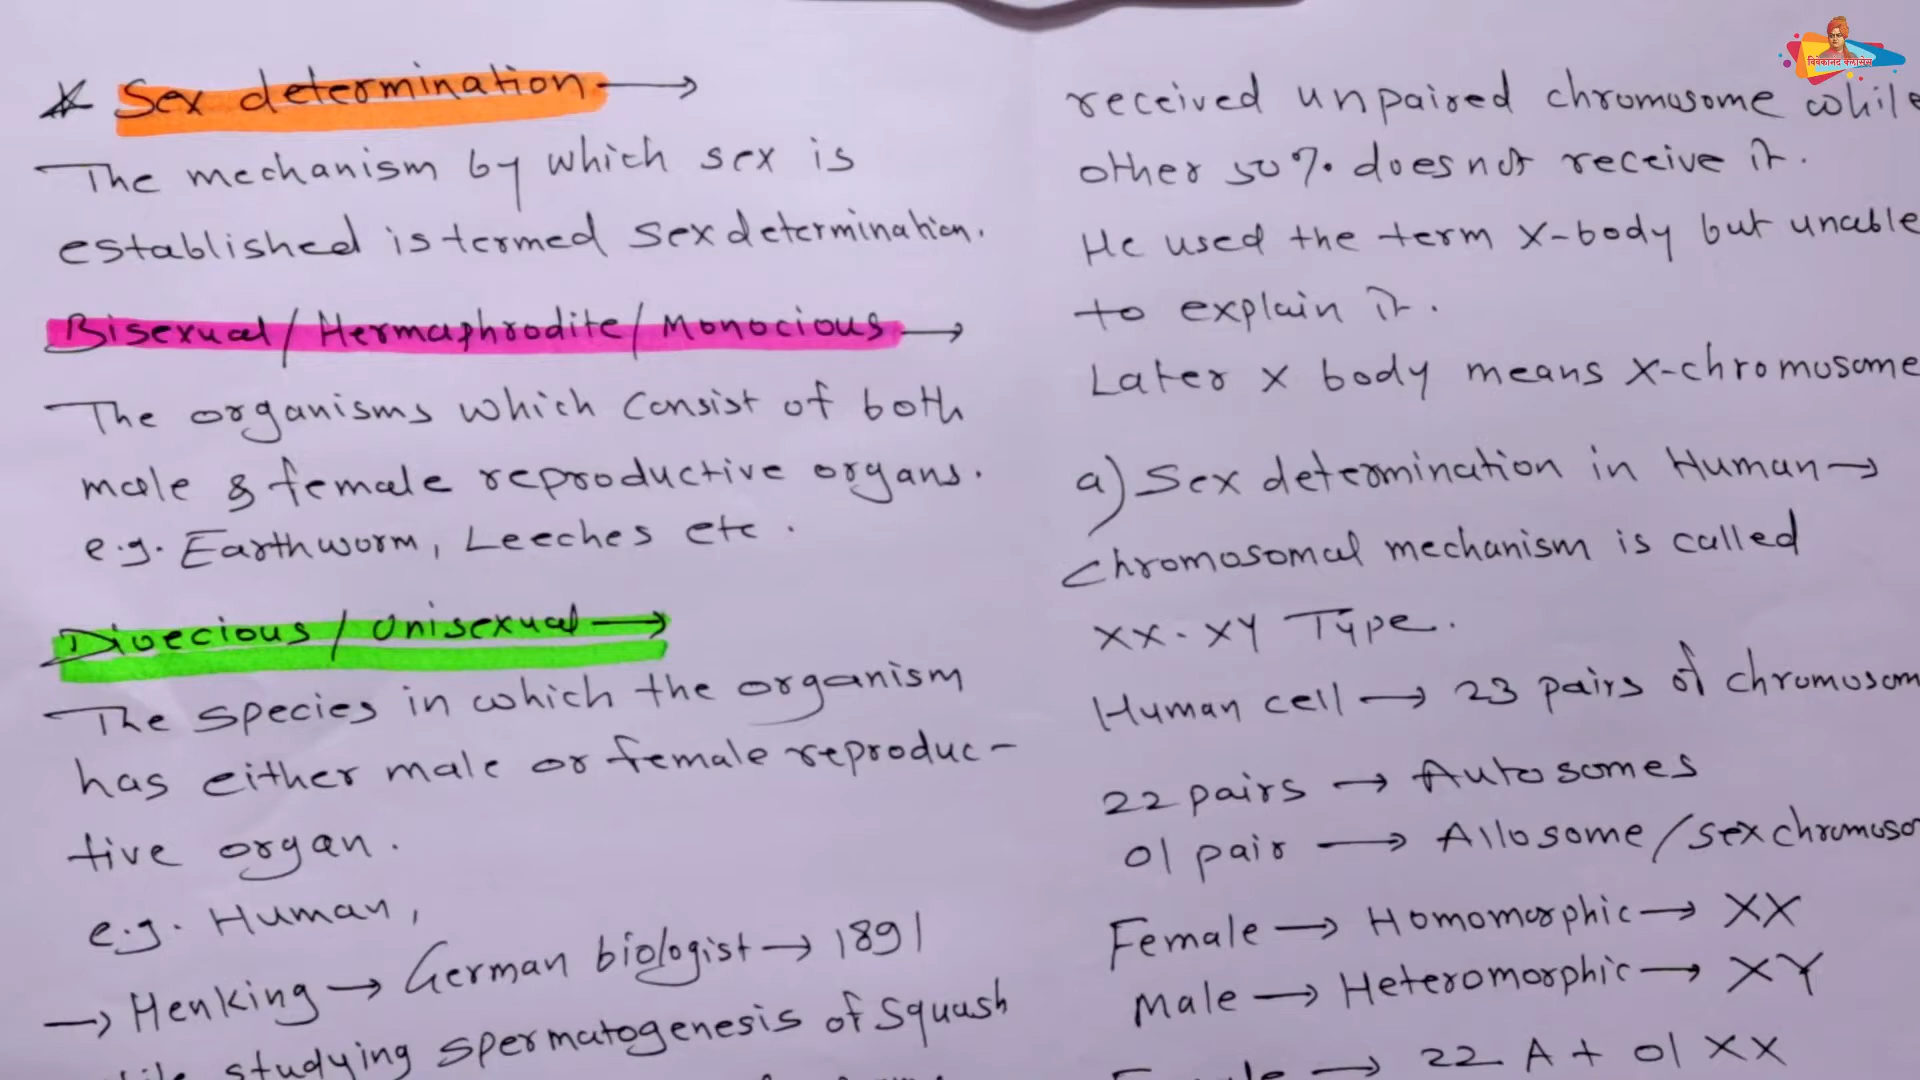 Sex determination →
The mechanism by which sex is
established is termed sex determination.
Bisexual / Hermaphrodite / Monocious →
The organisms which consist of both
male & female reproductive organs.
e.g. Earthworm, Leeches etc.
Divecious / Unisexual →
The species in which the organism
has either male or female reproduc-
tive organ.
e.g. Human,
→ Henking → German biologist → 1891
studying spermatogenesis of squash
received unpaired chromosome while
other 50% does not receive it.
He used the term X-body but unable
to explain it.
Later X body means X-chromosome
a) Sex determination in Human →
Chromosomal mechanism is called
XX-XY Type.
Human cell → 23 pairs of chromosom
22 pairs → Autosomes
01 pair → Allosome / sex chromoso
Female → Homomorphic → XX
Male → Heteromorphic → XY
→ 22 A + 01 XX
विवेकानंद क्लासेस